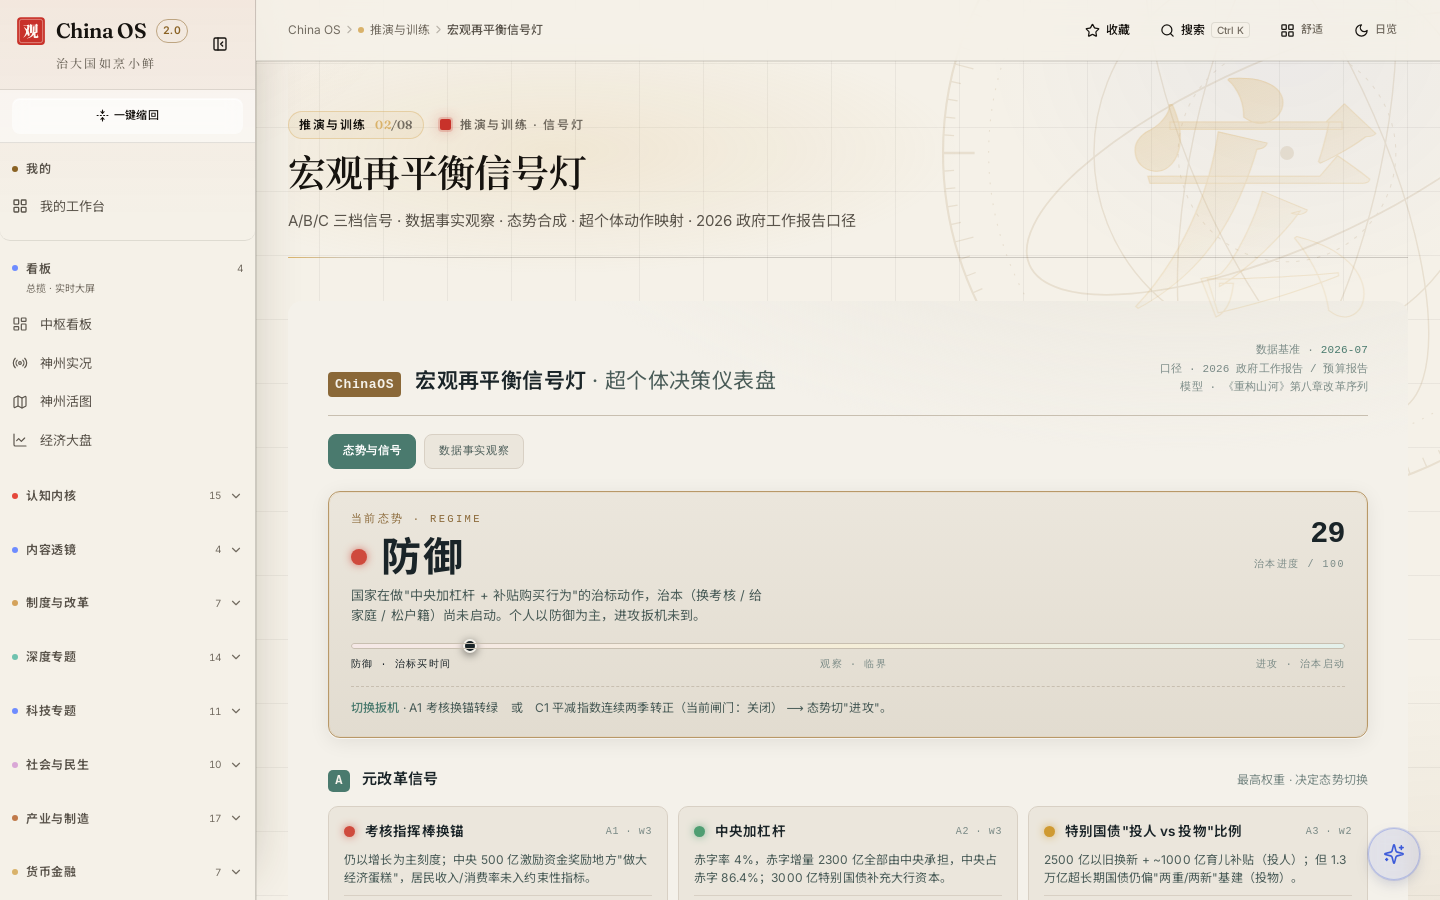 观 China OS 2.0
治大国如烹小鲜
一键缩回
我的
我的工作台
看板 4
总揽 · 实时大屏
中枢看板
神州实况
神州活图
经济大盘
认知内核 15
内容透镜 4
制度与改革 7
深度专题 14
科技专题 11
社会与民生 10
产业与制造 17
货币金融 7
China OS > 推演与训练 > 宏观再平衡信号灯
收藏 搜索 Ctrl K 舒适 日览
推演与训练 02/08 推演与训练 · 信号灯
宏观再平衡信号灯
A/B/C 三档信号 · 数据事实观察 · 态势合成 · 超个体动作映射 · 2026 政府工作报告口径
ChinaOS 宏观再平衡信号灯 · 超个体决策仪表盘
数据基准 · 2026-07
口径 · 2026 政府工作报告 / 预算报告
模型 · 《重构山河》第八章改革序列
态势与信号 数据事实观察
当前态势 · REGIME
防御
29
治本进度 / 100
国家在做"中央加杠杆 + 补贴购买行为"的治标动作，治本（换考核 / 给
家庭 / 松户籍）尚未启动。个人以防御为主，进攻扳机未到。
防御 · 治标买时间 观察 · 临界 进攻 · 治本启动
切换扳机 · A1 考核换锚转绿 或 C1 平减指数连续两季转正（当前闸门：关闭） ⟶ 态势切"进攻"。
A 元改革信号 最高权重 · 决定态势切换
考核指挥棒换锚 A1 · w3
仍以增长为主刻度；中央 500 亿激励资金奖励地方"做大
经济蛋糕"，居民收入/消费率未入约束性指标。
中央加杠杆 A2 · w3
赤字率 4%，赤字增量 2300 亿全部由中央承担，中央占
赤字 86.4%；3000 亿特别国债补充大行资本。
特别国债"投人 vs 投物"比例 A3 · w2
2500 亿以旧换新 + ~1000 亿育儿补贴（投人）；但 1.3
万亿超长期国债仍偏"两重/两新"基建（投物）。